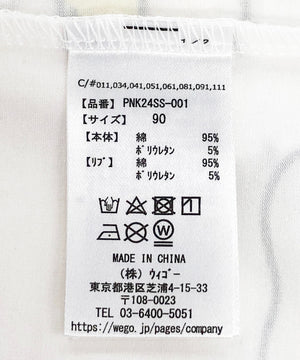 C/#011,034,041,051,061,081,091,111
【品番】 PNK24SS-001
【サイズ】 90
【本体】 綿 95%
ポリウレタン 5%
【リブ】 綿 95%
ポリウレタン 5%
MADE IN CHINA
(株) ウィゴー
東京都港区芝浦4-15-33
〒108-0023
TEL 03-6400-5051
https://wego.jp/pages/company